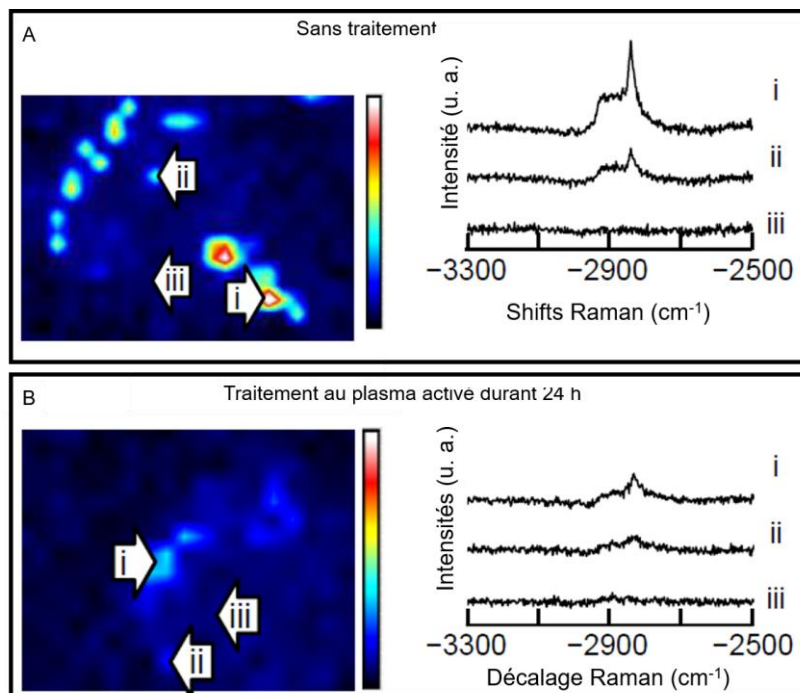 A
Sans traitement
ii
iii
i
Intensité (u. a.)
i
ii
iii
−3300 −2900 −2500
Shifts Raman (cm-1)
B
Traitement au plasma activé durant 24 h
i
iii
ii
Intensités (u. a.)
i
ii
iii
−3300 −2900 −2500
Décalage Raman (cm-1)